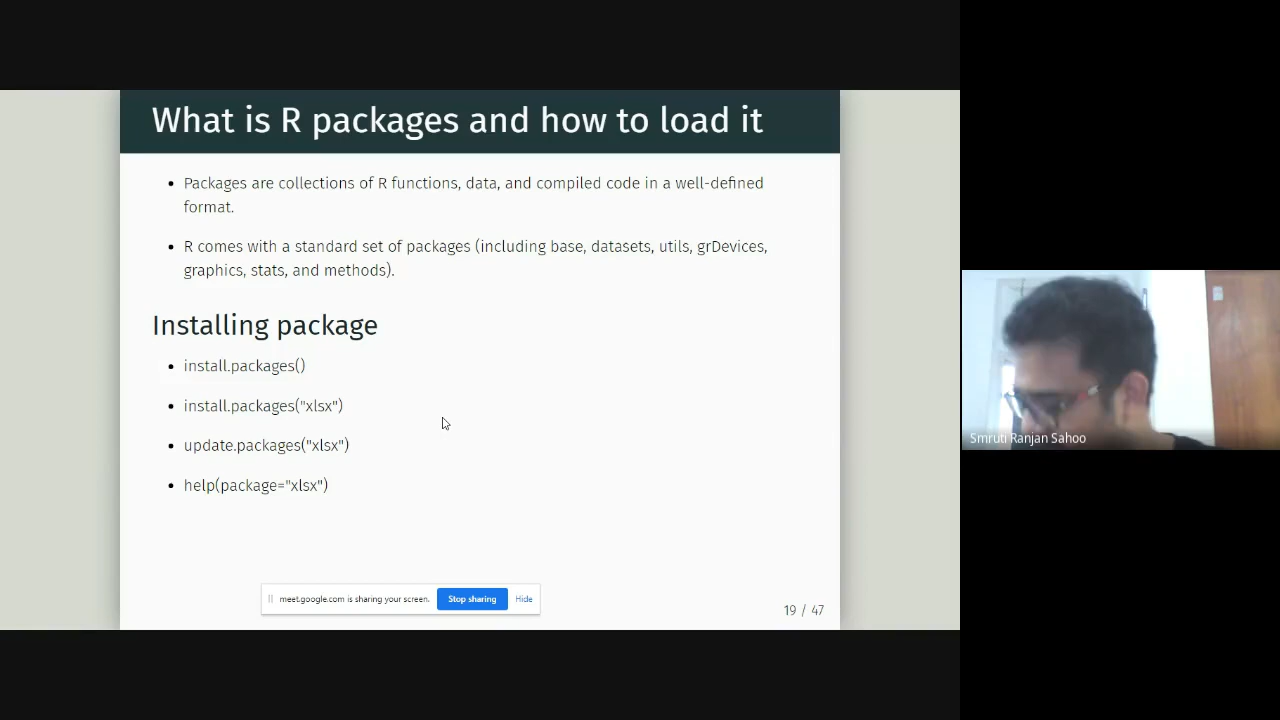 What is R packages and how to load it
• Packages are collections of R functions, data, and compiled code in a well-defined
format.
• R comes with a standard set of packages (including base, datasets, utils, grDevices,
graphics, stats, and methods).
Installing package
• install.packages()
• install.packages("xlsx")
• update.packages("xlsx")
• help(package="xlsx")
meet.google.com is sharing your screen. Stop sharing Hide
19 / 47
Smruti Ranjan Sahoo